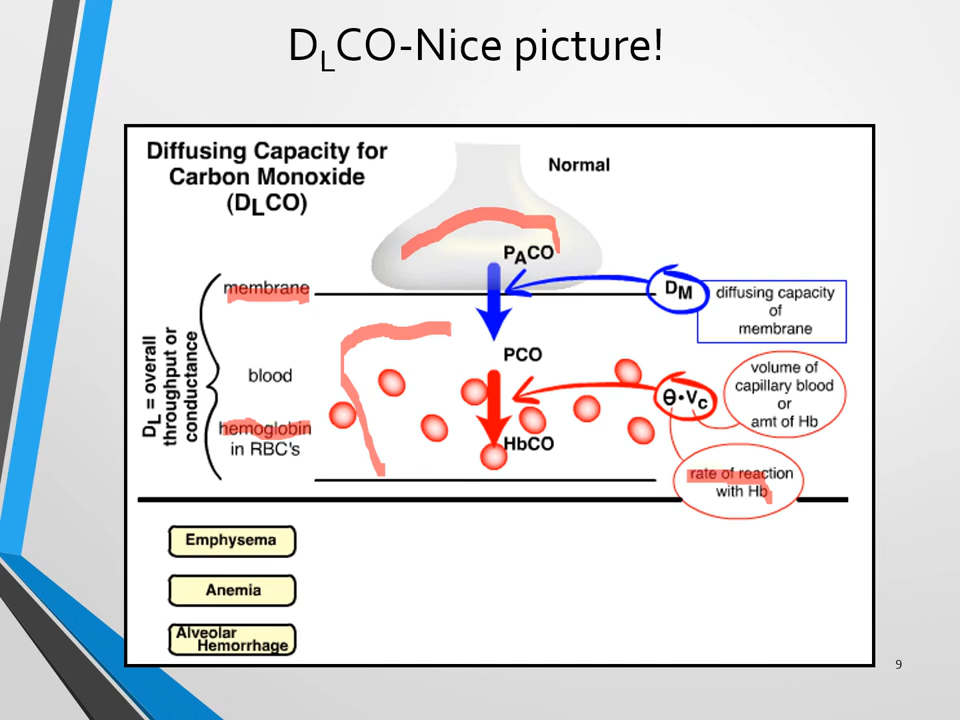 DLCO-Nice picture!
Diffusing Capacity for
Carbon Monoxide
(DLCO)
Normal
PACO
membrane
DM
diffusing capacity
of
membrane
DL = overall
throughput or
conductance
PCO
blood
volume of
capillary blood
or
amt of Hb
θ•Vc
hemoglobin
in RBC's
HbCO
rate of reaction
with Hb
Emphysema
Anemia
Alveolar
Hemorrhage
9